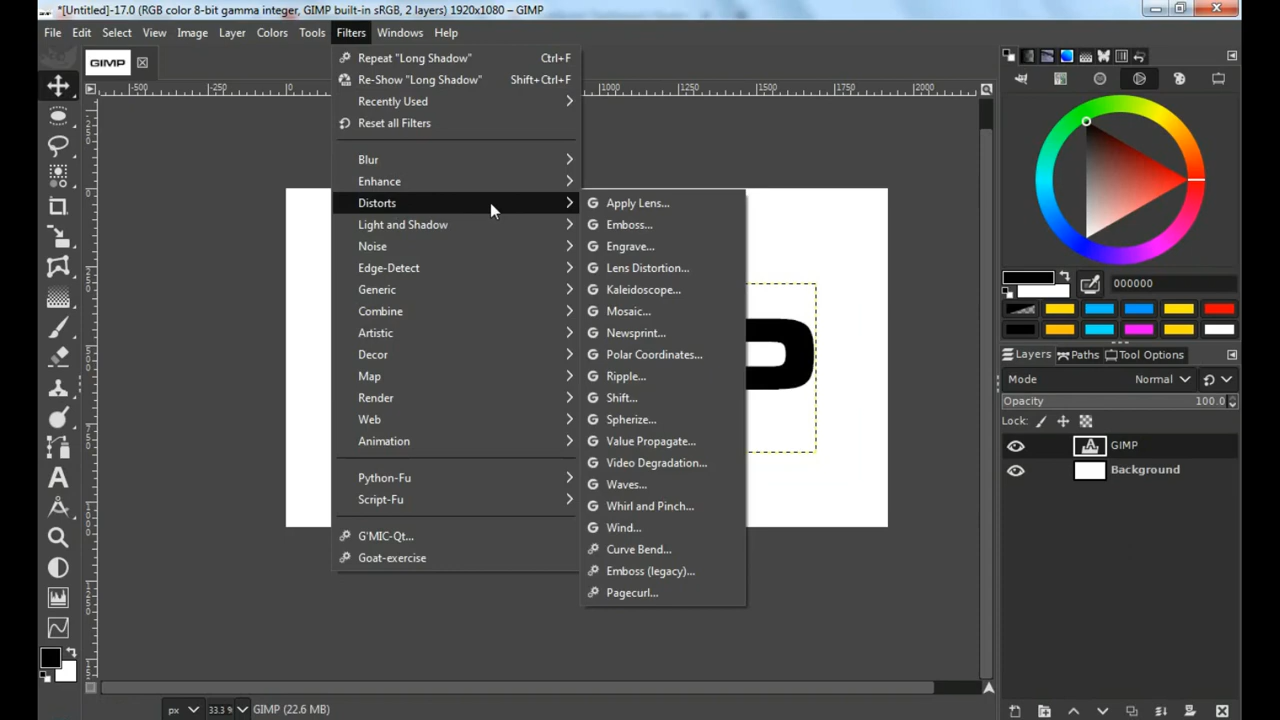 *[Untitled]-17.0 (RGB color 8-bit gamma integer, GIMP built-in sRGB, 2 layers) 1920x1080 – GIMP
File Edit Select View Image Layer Colors Tools Filters Windows Help
GIMP
-500 -250 0 1000 1250 1500 1750 2000
Repeat "Long Shadow" Ctrl+F
Re-Show "Long Shadow" Shift+Ctrl+F
Recently Used
Reset all Filters
Blur
Enhance
Distorts
Light and Shadow
Noise
Edge-Detect
Generic
Combine
Artistic
Decor
Map
Render
Web
Animation
Python-Fu
Script-Fu
G'MIC-Qt...
Goat-exercise
Apply Lens...
Emboss...
Engrave...
Lens Distortion...
Kaleidoscope...
Mosaic...
Newsprint...
Polar Coordinates...
Ripple...
Shift...
Spherize...
Value Propagate...
Video Degradation...
Waves...
Whirl and Pinch...
Wind...
Curve Bend...
Emboss (legacy)...
Pagecurl...
P
000000
Layers Paths Tool Options
Mode Normal
Opacity 100.0
Lock:
GIMP
Background
px 33.3 % GIMP (22.6 MB)